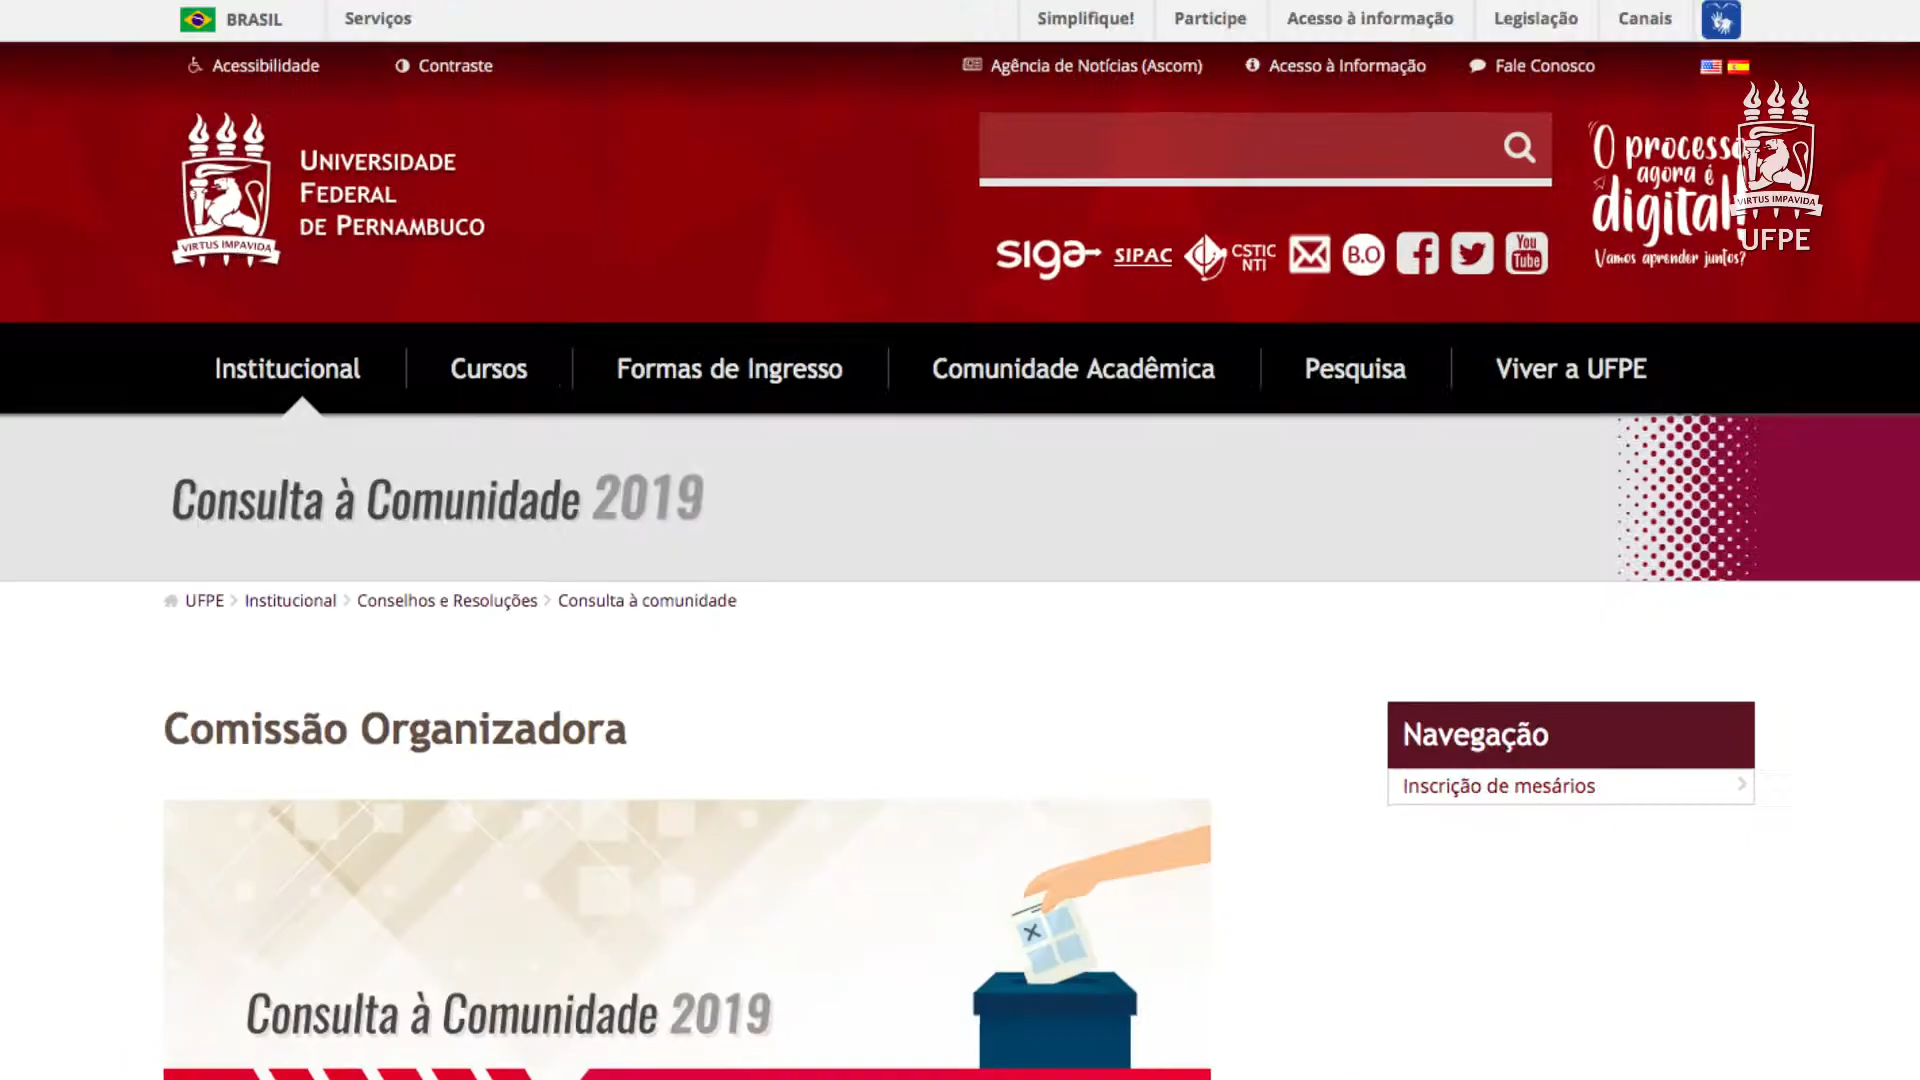 BRASIL Serviços Simplifique! Participe Acesso à informação Legislação Canais
Acessibilidade Contraste Agência de Notícias (Ascom) Acesso à Informação Fale Conosco
UNIVERSIDADE
FEDERAL
DE PERNAMBUCO
VIRTUS IMPAVIDA
siga SIPAC CSTIC
NTI
B.O
You
Tube
O processo
agora é
digital!
Vamos aprender juntos?
VIRTUS IMPAVIDA
UFPE
Institucional Cursos Formas de Ingresso Comunidade Acadêmica Pesquisa Viver a UFPE
Consulta à Comunidade 2019
UFPE > Institucional > Conselhos e Resoluções > Consulta à comunidade
Comissão Organizadora
Navegação
Inscrição de mesários
Consulta à Comunidade 2019